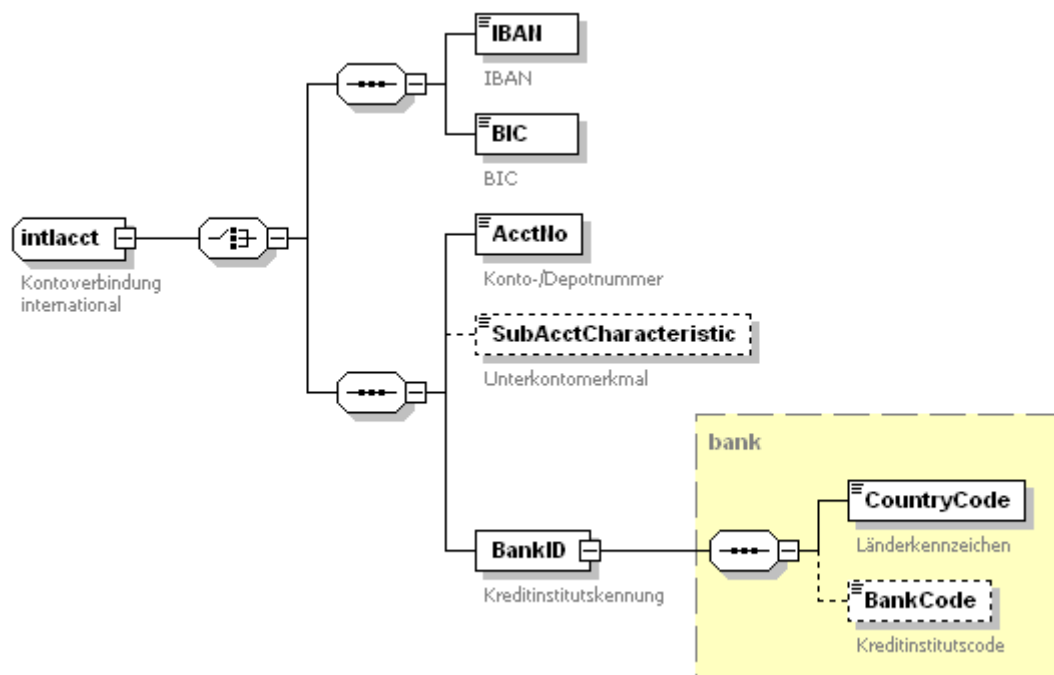 IBAN
IBAN
BIC
BIC
intlacct
Kontoverbindung
international
AcctNo
Konto-/Depotnummer
SubAcctCharacteristic
Unterkontomerkmal
BankID
Kreditinstitutskennung
bank
CountryCode
Länderkennzeichen
BankCode
Kreditinstitutscode